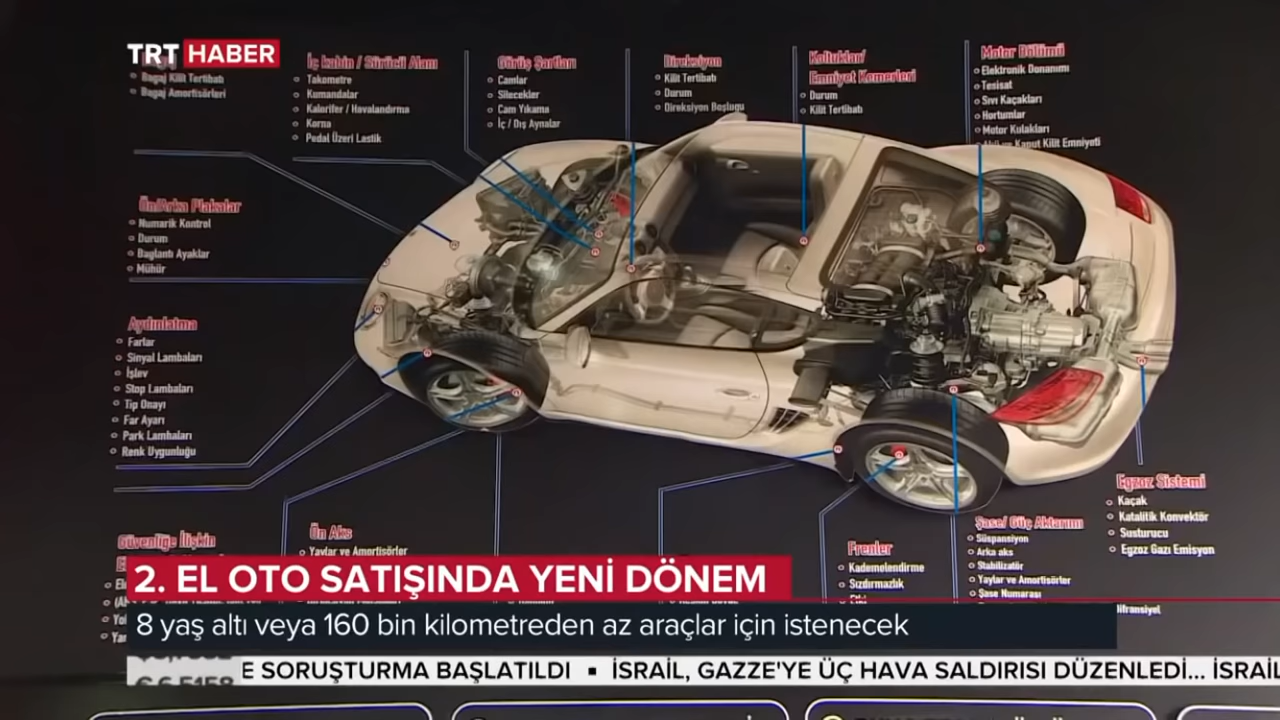 TRT HABER
Bagaj Kilit Tertibatı
Bagaj Amortisörleri
İç kabin / Sürücü Alanı
Takometre
Kumandalar
Kalorifer / Havalandırma
Korna
Pedal Üzeri Lastik
Görüş Şartları
Camlar
Silecekler
Cam Yıkama
İç / Dış Aynalar
Direksiyon
Kilit Tertibatı
Durum
Direksiyon Boşlugu
Koltuklar/
Emniyet Kemerleri
Durum
Kilit Tertibatı
Motor Bölümü
Elektronik Donanımı
Tesisat
Sıvı Kaçakları
Hortumlar
Motor Kulakları
Kaput Kilit Emniyeti
Ön/Arka Plakalar
Numarik Kontrol
Durum
Baglantı Ayaklar
Mühür
Aydınlatma
Farlar
Sinyal Lambaları
İşlev
Stop Lambaları
Tip Onayı
Far Ayarı
Park Lambaları
Renk Uygunluğu
Güvenliğe İlişkin
Ön Aks
Yaylar ve Amortisörler
Frenler
Kademelendirme
Sızdırmazlık
Etki
Şase/ Güç Aktarımı
Süspansiyon
Arka aks
Stabilizatör
Yaylar ve Amortisörler
Şase Numarası
Egzoz Sistemi
Kaçak
Katalitik Konvektör
Susturucu
Egzoz Gazı Emisyon
2. EL OTO SATIŞINDA YENİ DÖNEM
8 yaş altı veya 160 bin kilometreden az araçlar için istenecek
E SORUŞTURMA BAŞLATILDI ▪ İSRAİL, GAZZE'YE ÜÇ HAVA SALDIRISI DÜZENLEDİ... İSRAİL